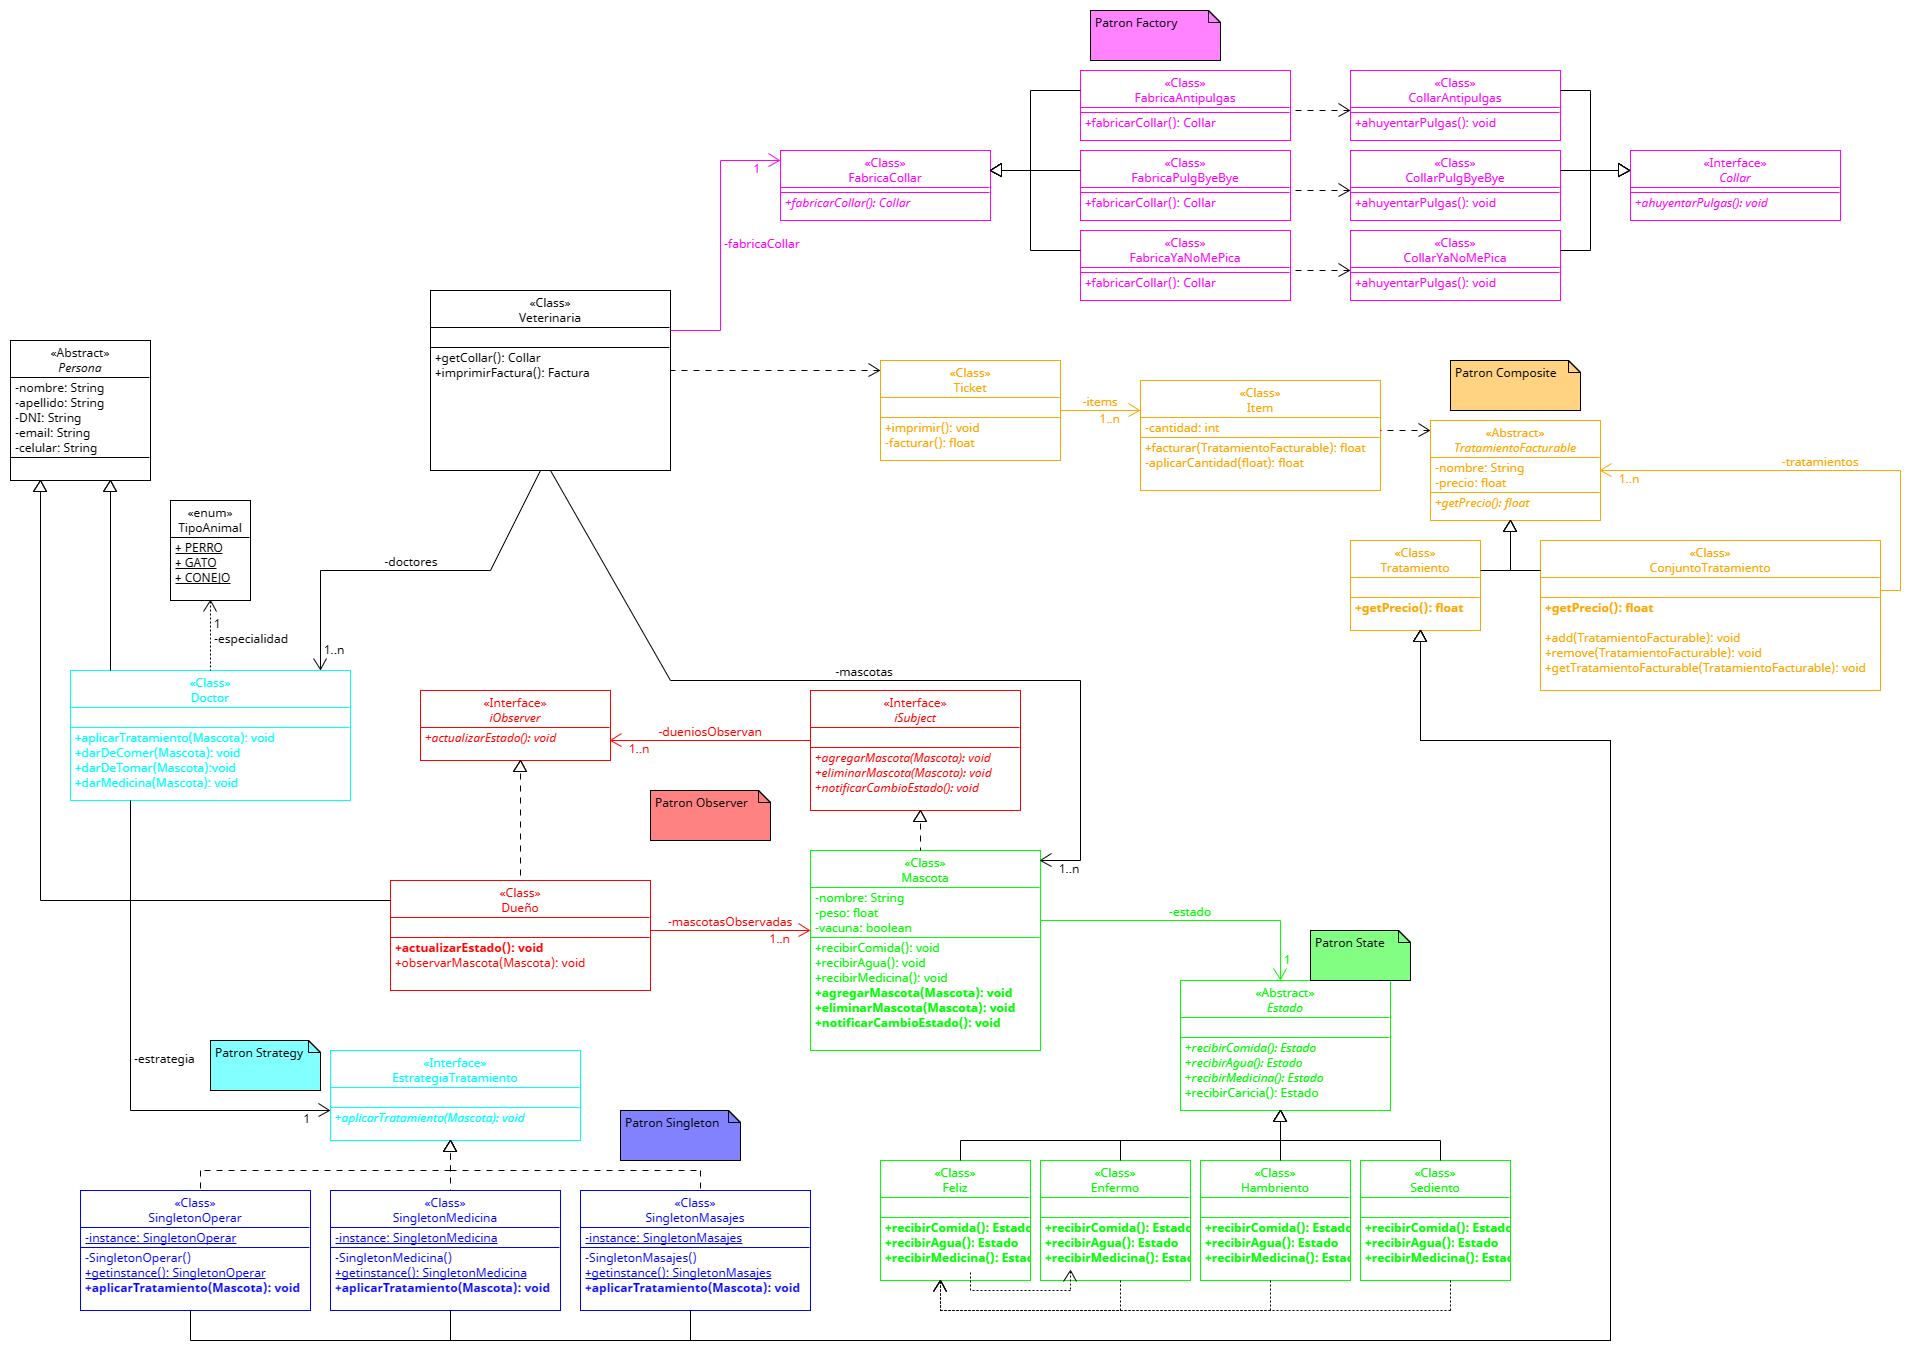 Patron Factory
«Class»
FabricaAntipulgas
+fabricarCollar(): Collar
«Class»
CollarAntipulgas
+ahuyentarPulgas(): void
«Class»
FabricaCollar
+fabricarCollar(): Collar
«Class»
FabricaPulgByeBye
+fabricarCollar(): Collar
«Class»
CollarPulgByeBye
+ahuyentarPulgas(): void
«Interface»
Collar
+ahuyentarPulgas(): void
1
-fabricaCollar
«Class»
FabricaYaNoMePica
+fabricarCollar(): Collar
«Class»
CollarYaNoMePica
+ahuyentarPulgas(): void
«Class»
Veterinaria
+getCollar(): Collar
+imprimirFactura(): Factura
«Abstract»
Persona
-nombre: String
-apellido: String
-DNI: String
-email: String
-celular: String
«Class»
Ticket
+imprimir(): void
-facturar(): float
-items
1..n
«Class»
Item
-cantidad: int
+facturar(TratamientoFacturable): float
-aplicarCantidad(float): float
Patron Composite
«Abstract»
TratamientoFacturable
-nombre: String
-precio: float
+getPrecio(): float
-tratamientos
1..n
«enum»
TipoAnimal
+ PERRO
+ GATO
+ CONEJO
1
-especialidad
-doctores
1..n
«Class»
Tratamiento
+getPrecio(): float
«Class»
ConjuntoTratamiento
+getPrecio(): float
+add(TratamientoFacturable): void
+remove(TratamientoFacturable): void
+getTratamientoFacturable(TratamientoFacturable): void
-mascotas
1..n
«Class»
Doctor
+aplicarTratamiento(Mascota): void
+darDeComer(Mascota): void
+darDeTomar(Mascota):void
+darMedicina(Mascota): void
«Interface»
iObserver
+actualizarEstado(): void
-dueniosObservan
1..n
«Interface»
iSubject
+agregarMascota(Mascota): void
+eliminarMascota(Mascota): void
+notificarCambioEstado(): void
Patron Observer
«Class»
Dueño
+actualizarEstado(): void
+observarMascota(Mascota): void
-mascotasObservadas
1..n
«Class»
Mascota
-nombre: String
-peso: float
-vacuna: boolean
+recibirComida(): void
+recibirAgua(): void
+recibirMedicina(): void
+agregarMascota(Mascota): void
+eliminarMascota(Mascota): void
+notificarCambioEstado(): void
-estado
1
Patron State
«Abstract»
Estado
+recibirComida(): Estado
+recibirAgua(): Estado
+recibirMedicina(): Estado
+recibirCaricia(): Estado
-estrategia
1
Patron Strategy
«Interface»
EstrategiaTratamiento
+aplicarTratamiento(Mascota): void
Patron Singleton
«Class»
SingletonOperar
-instance: SingletonOperar
-SingletonOperar()
+getinstance(): SingletonOperar
+aplicarTratamiento(Mascota): void
«Class»
SingletonMedicina
-instance: SingletonMedicina
-SingletonMedicina()
+getinstance(): SingletonMedicina
+aplicarTratamiento(Mascota): void
«Class»
SingletonMasajes
-instance: SingletonMasajes
-SingletonMasajes()
+getinstance(): SingletonMasajes
+aplicarTratamiento(Mascota): void
«Class»
Feliz
+recibirComida(): Estado
+recibirAgua(): Estado
+recibirMedicina(): Estad
«Class»
Enfermo
+recibirComida(): Estado
+recibirAgua(): Estado
+recibirMedicina(): Estad
«Class»
Hambriento
+recibirComida(): Estado
+recibirAgua(): Estado
+recibirMedicina(): Estad
«Class»
Sediento
+recibirComida(): Estado
+recibirAgua(): Estado
+recibirMedicina(): Estad